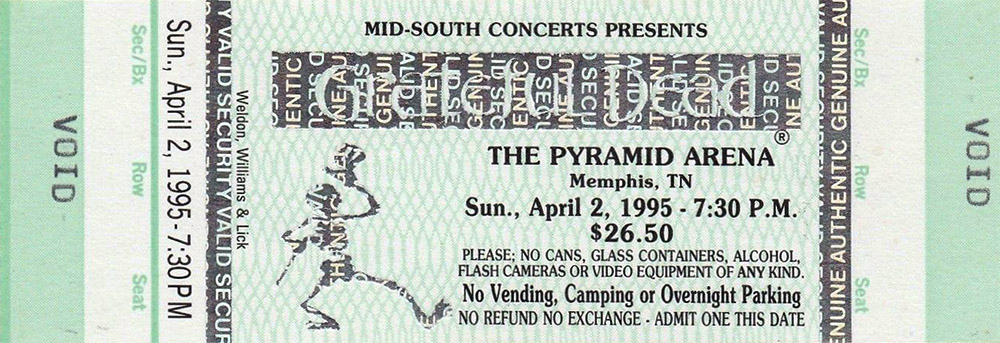 VOID
Sec/Bx
Row
Seat
Sun., April 2, 1995 - 7:30PM
VALID SECURITY VALID SECUR
Weldon, Williams & Lick
MID-SOUTH CONCERTS PRESENTS
Grateful Dead
®
THE PYRAMID ARENA
Memphis, TN
Sun., April 2, 1995 - 7:30 P.M.
$26.50
PLEASE; NO CANS, GLASS CONTAINERS, ALCOHOL,
FLASH CAMERAS OR VIDEO EQUIPMENT OF ANY KIND.
No Vending, Camping or Overnight Parking
NO REFUND NO EXCHANGE - ADMIT ONE THIS DATE
GENUINE AUTHENTIC GENUINE AU
Sec/Bx
Row
Seat
VOID